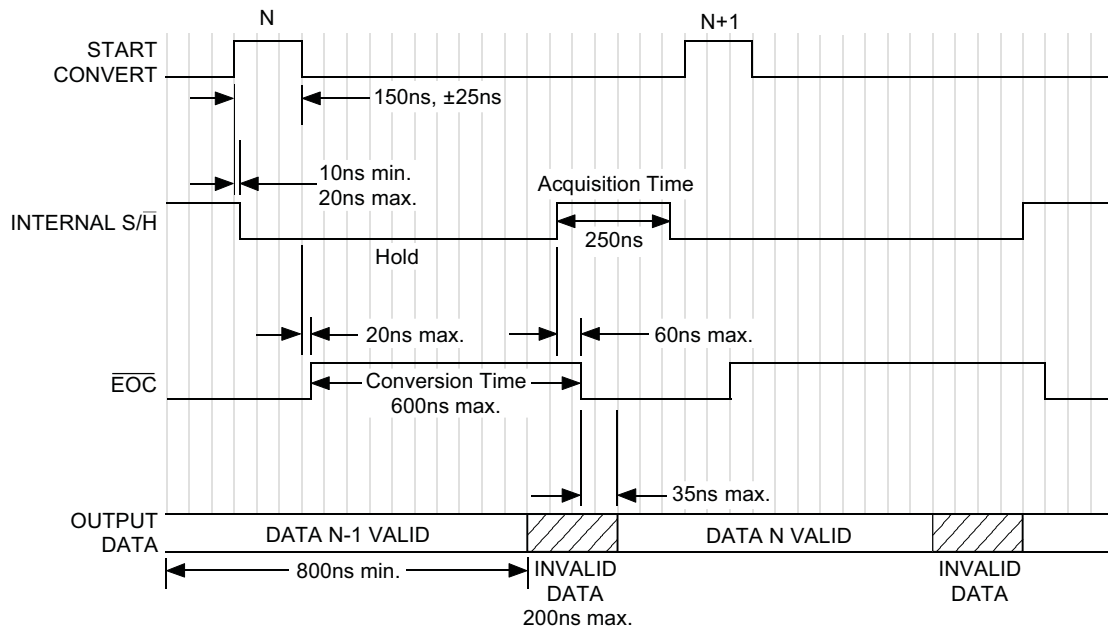 N
N+1
START
CONVERT
150ns, ±25ns
10ns min.
20ns max.
Acquisition Time
INTERNAL S/H̅
250ns
Hold
20ns max.
60ns max.
E̅O̅C̅
Conversion Time
600ns max.
35ns max.
OUTPUT
DATA
DATA N-1 VALID
DATA N VALID
800ns min.
INVALID
DATA
200ns max.
INVALID
DATA